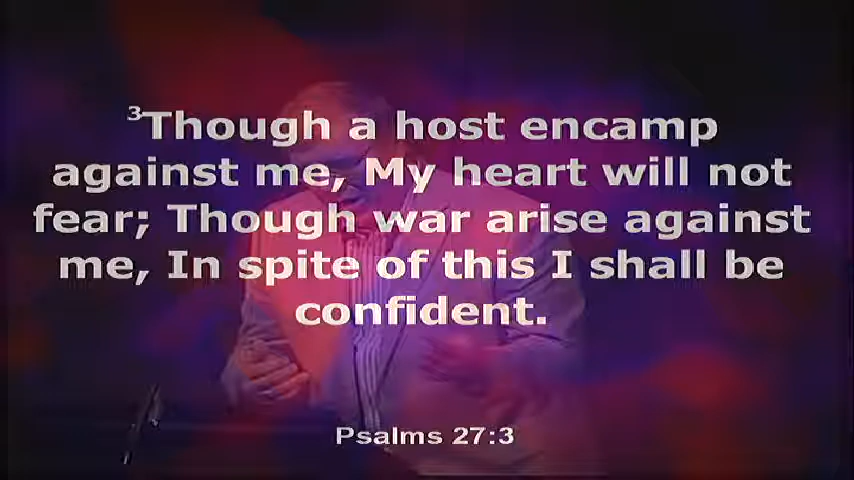 ³Though a host encamp
against me, My heart will not
fear; Though war arise against
me, In spite of this I shall be
confident.
Psalms 27:3